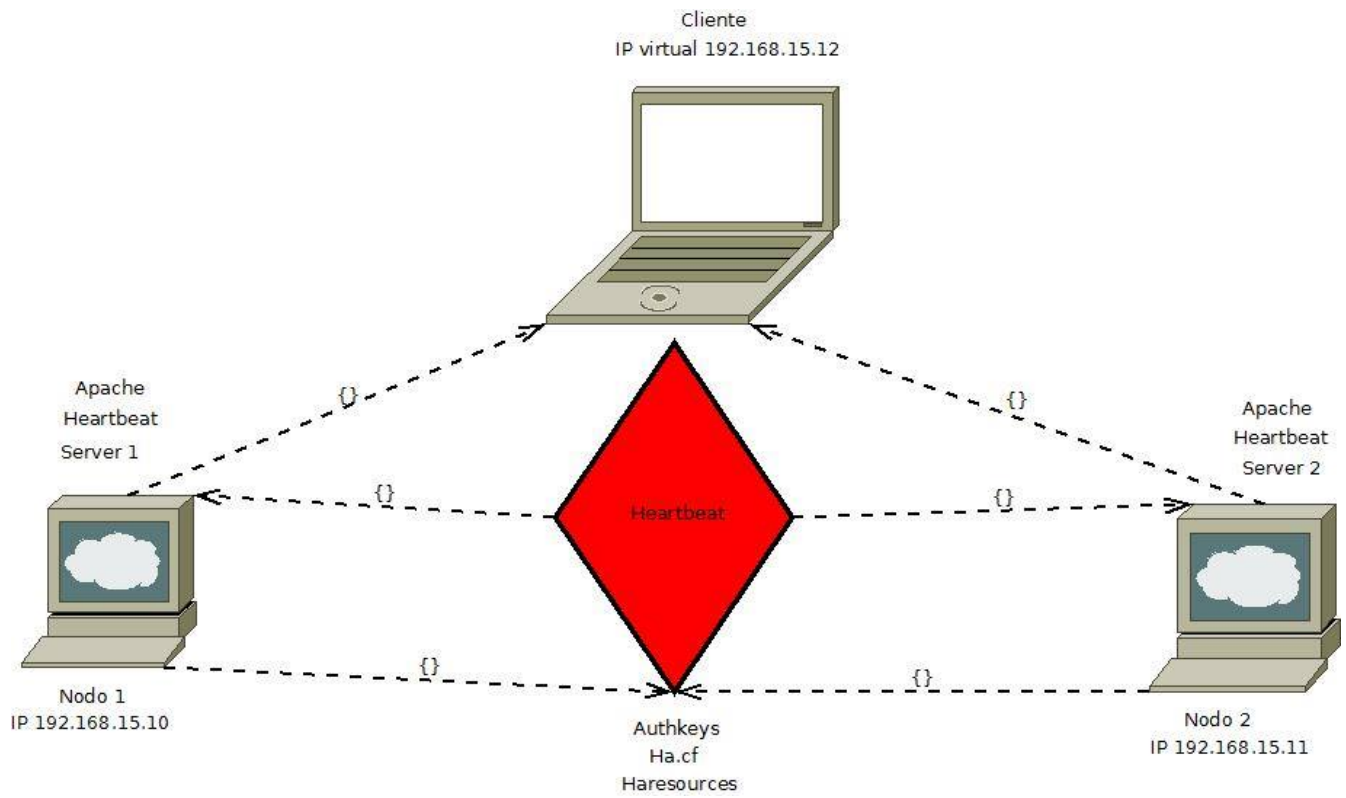 Cliente
IP virtual 192.168.15.12
{}
{}
Apache
Heartbeat
Server 1
Apache
Heartbeat
Server 2
{}
{}
Heartbeat
{}
{}
Nodo 1
IP 192.168.15.10
Authkeys
Ha.cf
Haresources
Nodo 2
IP 192.168.15.11